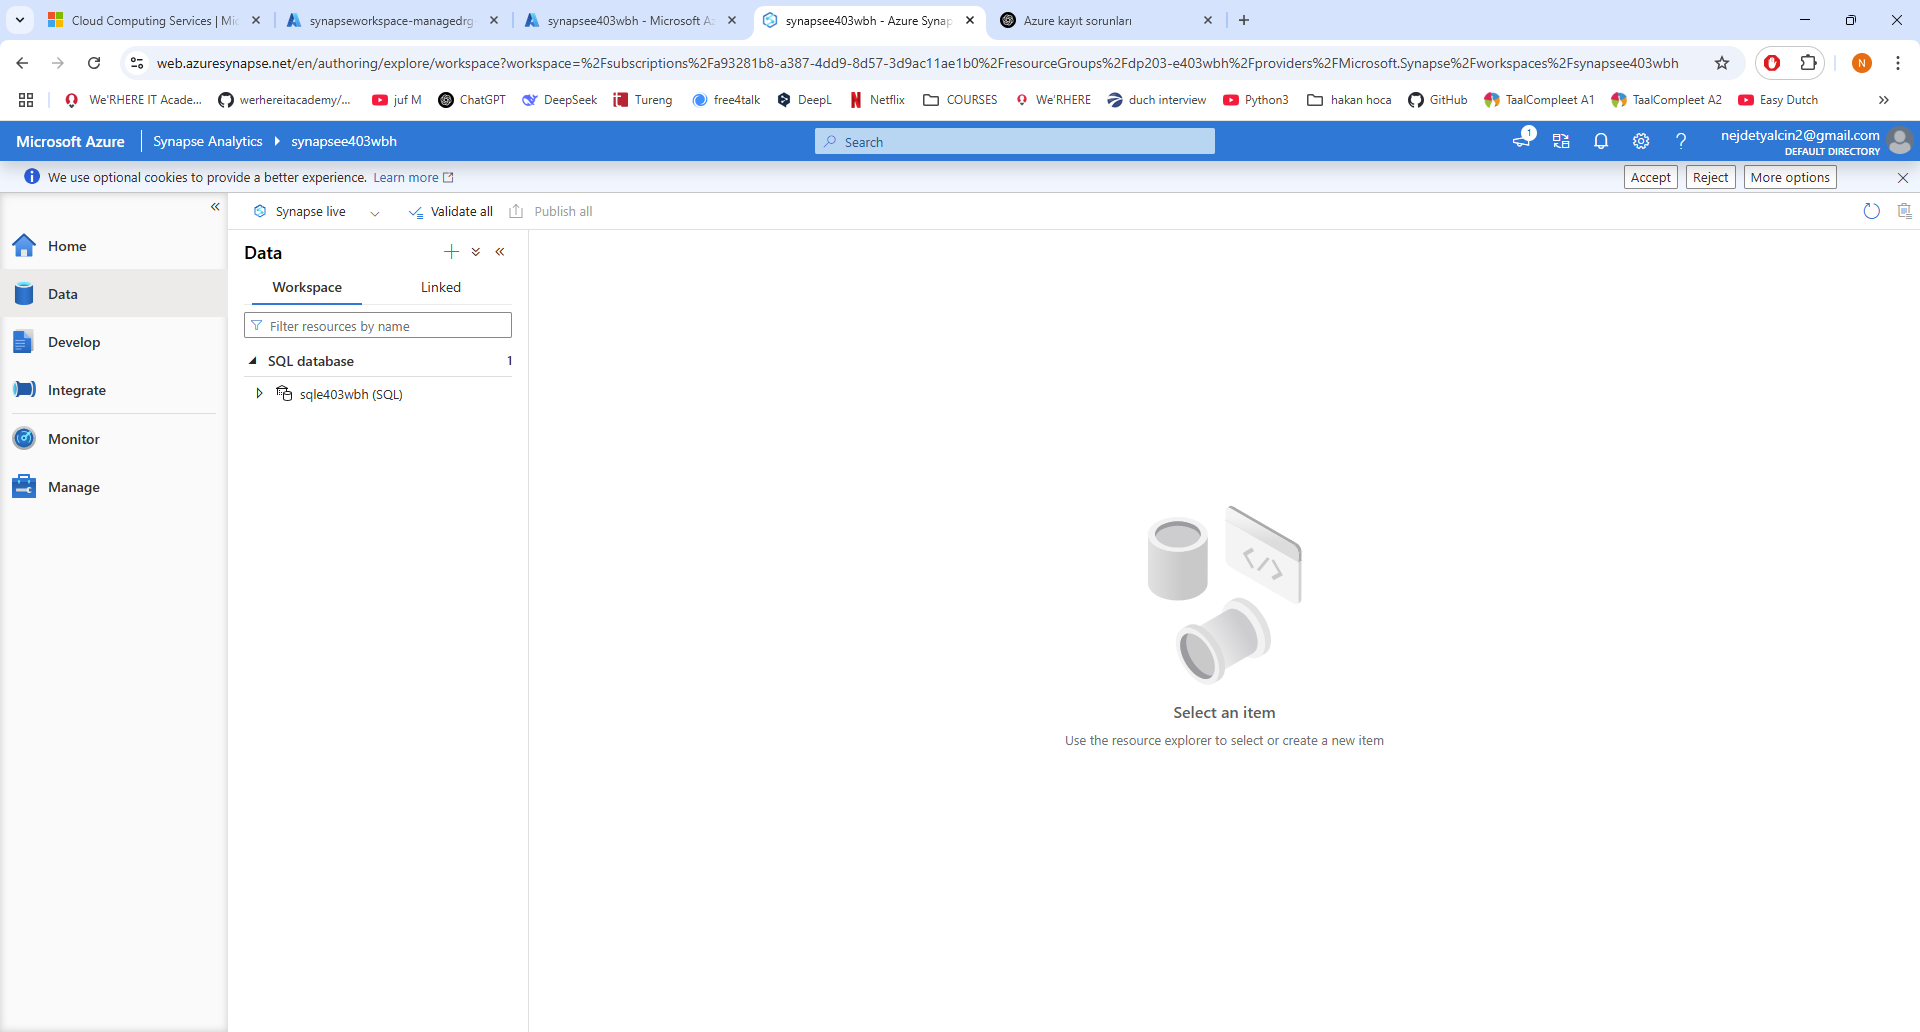 Cloud Computing Services | Mic
synapseworkspace-managedrg-
synapsee403wbh - Microsoft Az
synapsee403wbh - Azure Synap
Azure kayıt sorunları
web.azuresynapse.net/en/authoring/explore/workspace?workspace=%2Fsubscriptions%2Fa93281b8-a387-4dd9-8d57-3d9ac11ae1b0%2FresourceGroups%2Fdp203-e403wbh%2Fproviders%2FMicrosoft.Synapse%2Fworkspaces%2Fsynapsee403wbh
N
We'RHERE IT Acade...
werhereitacademy/...
juf M
ChatGPT
DeepSeek
Tureng
free4talk
DeepL
Netflix
COURSES
We'RHERE
duch interview
Python3
hakan hoca
GitHub
TaalCompleet A1
TaalCompleet A2
Easy Dutch
Microsoft Azure
Synapse Analytics
synapsee403wbh
Search
1
nejdetyalcin2@gmail.com
DEFAULT DIRECTORY
We use optional cookies to provide a better experience. Learn more
Accept
Reject
More options
Synapse live
Validate all
Publish all
Home
Data
Develop
Integrate
Monitor
Manage
Data
Workspace
Linked
Filter resources by name
SQL database
1
sqle403wbh (SQL)
Select an item
Use the resource explorer to select or create a new item